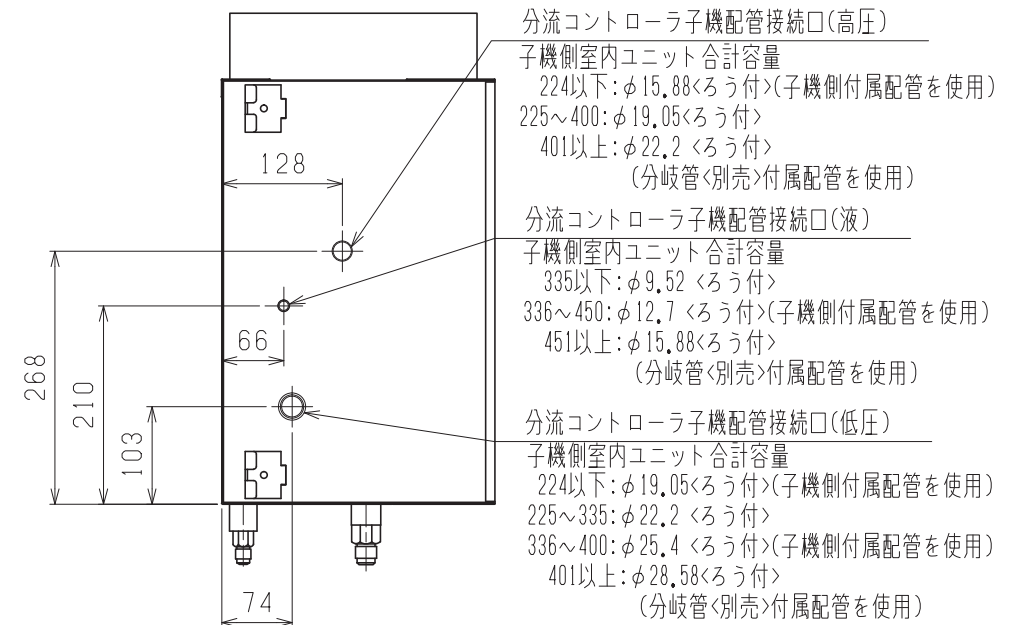 分流コントローラ子機配管接続口(高圧)
子機側室内ユニット合計容量
224以下:φ15.88<ろう付>(子機側付属配管を使用)
225~400:φ19.05<ろう付>
401以上:φ22.2 <ろう付>
(分岐管<別売>付属配管を使用)
128
分流コントローラ子機配管接続口(液)
子機側室内ユニット合計容量
335以下:φ9.52 <ろう付>
336~450:φ12.7 <ろう付>(子機側付属配管を使用)
451以上:φ15.88<ろう付>
(分岐管<別売>付属配管を使用)
66
268
210
103
分流コントローラ子機配管接続口(低圧)
子機側室内ユニット合計容量
224以下:φ19.05<ろう付>(子機側付属配管を使用)
225~335:φ22.2 <ろう付>
336~400:φ25.4 <ろう付>(子機側付属配管を使用)
401以上:φ28.58<ろう付>
(分岐管<別売>付属配管を使用)
74